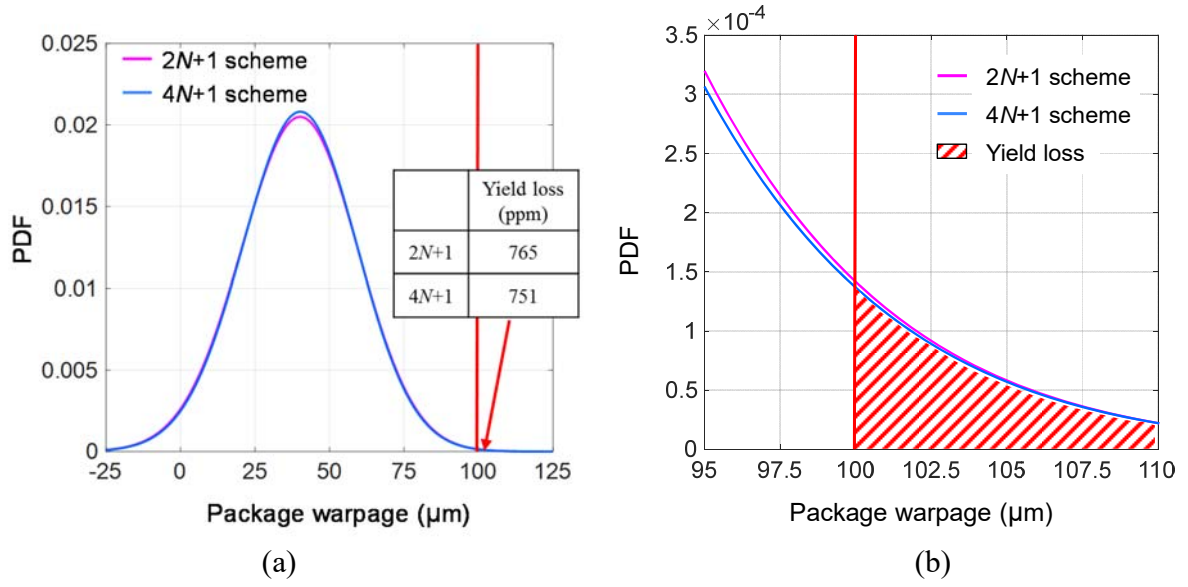 0.025
0.02
0.015
0.01
0.005
0
PDF
2N+1 scheme
4N+1 scheme
Yield loss
(ppm)
2N+1 765
4N+1 751
-25 0 25 50 75 100 125
Package warpage (μm)
(a)
×10⁻⁴
3.5
3
2.5
2
1.5
1
0.5
0
PDF
2N+1 scheme
4N+1 scheme
Yield loss
95 97.5 100 102.5 105 107.5 110
Package warpage (μm)
(b)